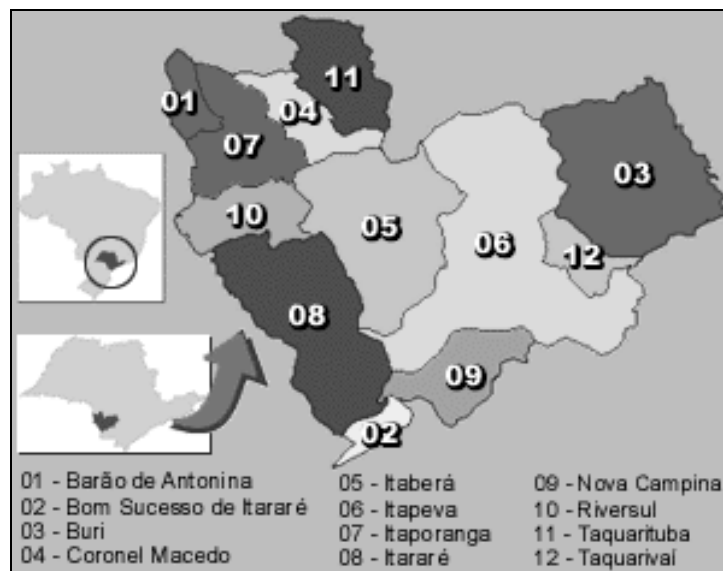 11
01
04
07
03
10
05
06
12
08
09
02
01 - Barão de Antonina
02 - Bom Sucesso de Itararé
03 - Buri
04 - Coronel Macedo
05 - Itaberá
06 - Itapeva
07 - Itaporanga
08 - Itararé
09 - Nova Campina
10 - Riversul
11 - Taquarituba
12 - Taquarivaí